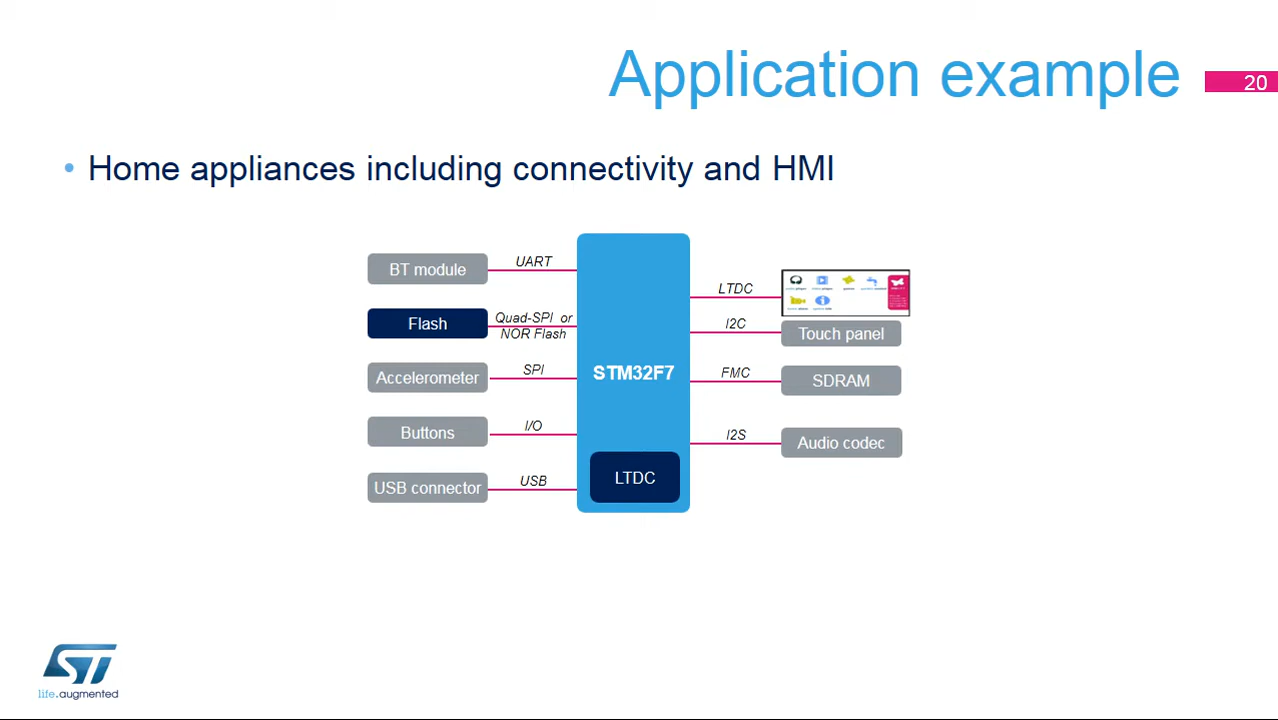 Application example
20
• Home appliances including connectivity and HMI
BT module
UART
Flash
Quad-SPI or
NOR Flash
Accelerometer
SPI
Buttons
I/O
USB connector
USB
STM32F7
LTDC
LTDC
I2C
Touch panel
FMC
SDRAM
I2S
Audio codec
ST
life.augmented